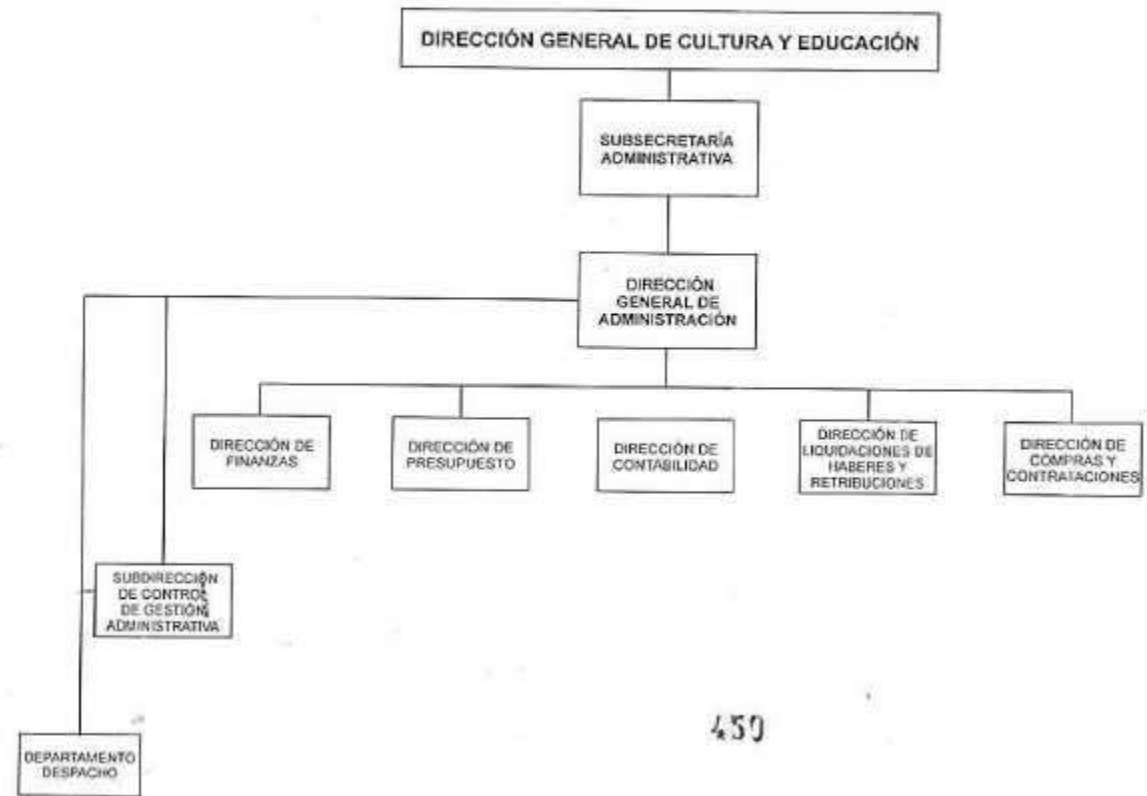 DIRECCIÓN GENERAL DE CULTURA Y EDUCACIÓN
SUBSECRETARÍA
ADMINISTRATIVA
DIRECCIÓN
GENERAL DE
ADMINISTRACIÓN
DIRECCIÓN DE
FINANZAS
DIRECCIÓN DE
PRESUPUESTO
DIRECCIÓN DE
CONTABILIDAD
DIRECCIÓN DE
LIQUIDACIONES DE
HABERES Y
RETRIBUCIONES
DIRECCIÓN DE
COMPRAS Y
CONTRATACIONES
SUBDIRECCIÓN
DE CONTROL
DE GESTIÓN
ADMINISTRATIVA
DEPARTAMENTO
DESPACHO
450